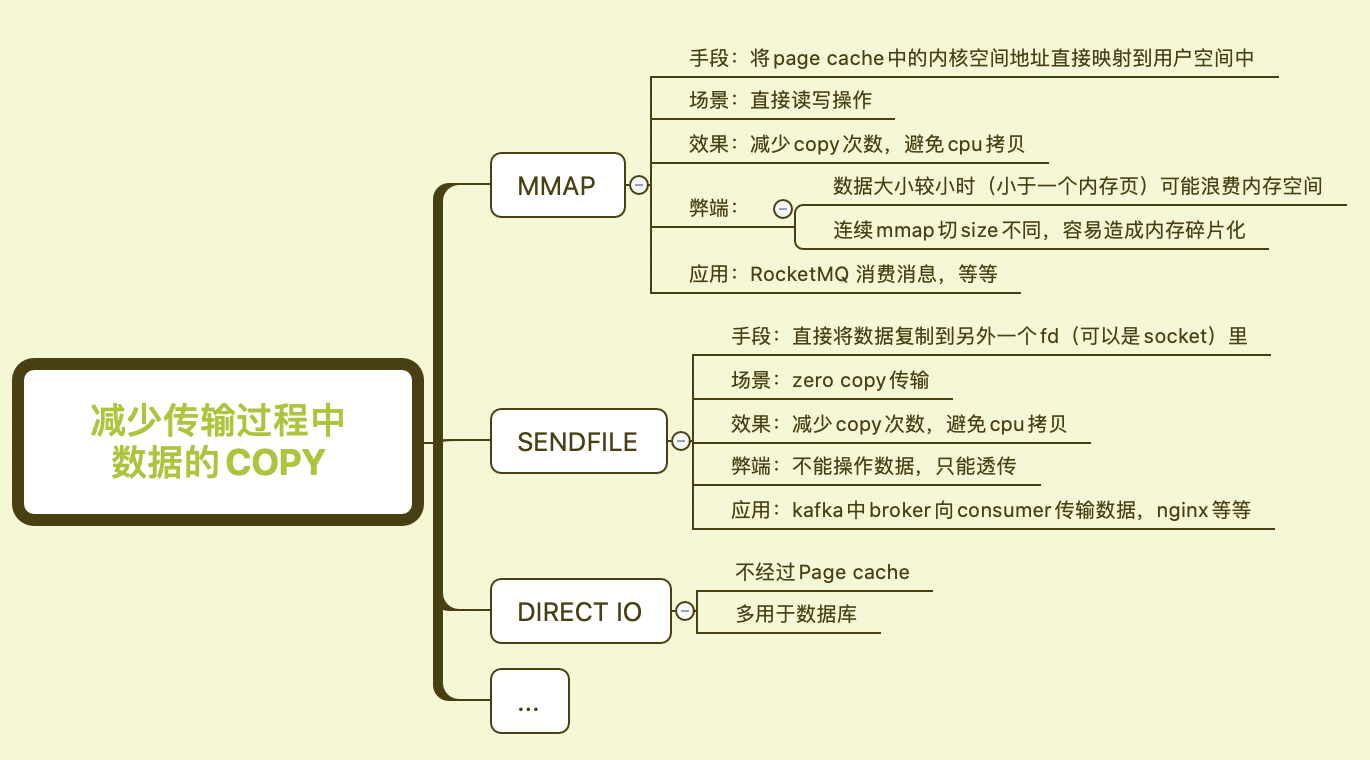 减少传输过程中
数据的 COPY
MMAP
手段：将page cache中的内核空间地址直接映射到用户空间中
场景：直接读写操作
效果：减少copy次数，避免cpu拷贝
弊端：
数据大小较小时（小于一个内存页）可能浪费内存空间
连续mmap切size不同，容易造成内存碎片化
应用：RocketMQ 消费消息，等等
SENDFILE
手段：直接将数据复制到另外一个fd（可以是socket）里
场景：zero copy传输
效果：减少copy次数，避免cpu拷贝
弊端：不能操作数据，只能透传
应用：kafka中broker向consumer传输数据，nginx等等
DIRECT IO
不经过Page cache
多用于数据库
...